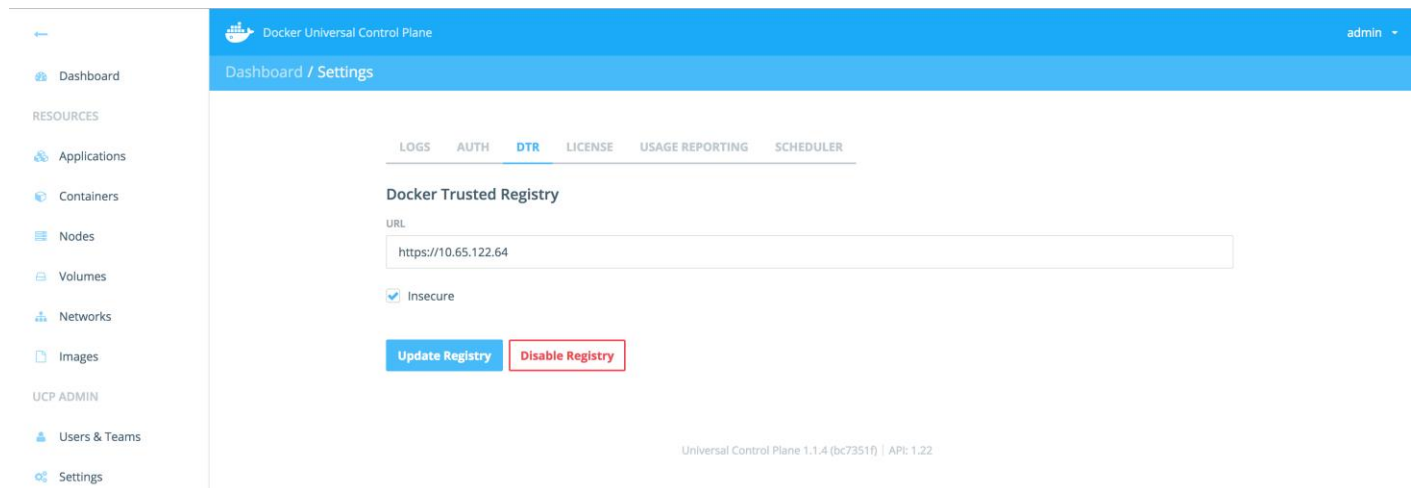 ←
Docker Universal Control Plane
admin
Dashboard
Dashboard / Settings
RESOURCES
Applications
Containers
Nodes
Volumes
Networks
Images
UCP ADMIN
Users & Teams
Settings
LOGS AUTH DTR LICENSE USAGE REPORTING SCHEDULER
Docker Trusted Registry
URL
https://10.65.122.64
Insecure
Update Registry Disable Registry
Universal Control Plane 1.1.4 (bc7351f) | API: 1.22